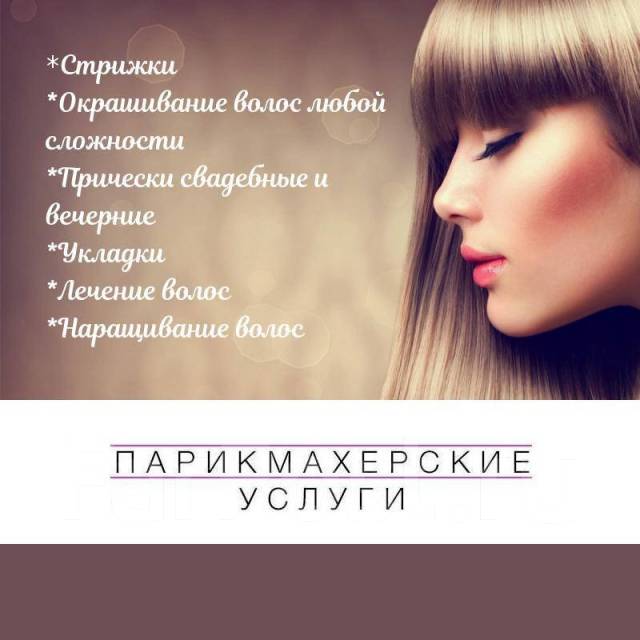 *Стрижки
*Окрашивание волос любой
сложности
*Прически свадебные и
вечерние
*Укладки
*Лечение волос
*Наращивание волос
ПАРИКМАХЕРСКИЕ
УСЛУГИ